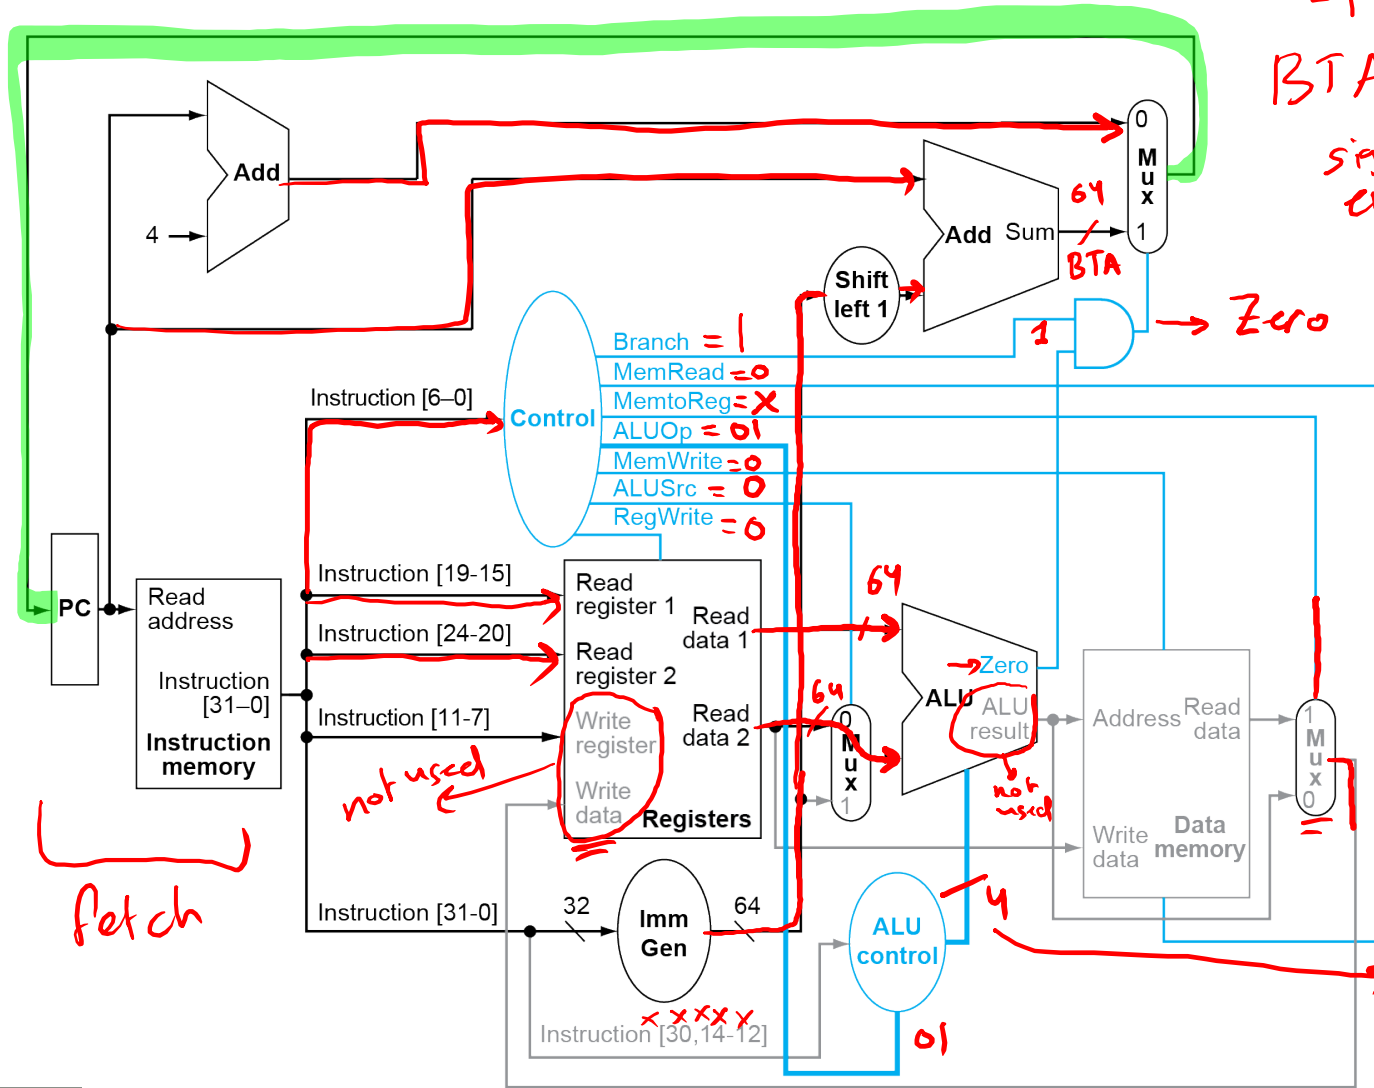 BTA
0
M
u
x
1
Add
4
Add Sum
64
BTA
Shift
left 1
Zero
1
Branch = 1
MemRead = 0
MemtoReg = X
ALUOp = 01
MemWrite = 0
ALUSrc = 0
RegWrite = 0
Control
Instruction [6–0]
Instruction [19-15]
Instruction [24-20]
Instruction [11-7]
Instruction [31-0]
PC
Read
address
Instruction
[31–0]
Instruction
memory
fetch
Read
register 1
Read
register 2
Write
register
Write
data
Read
data 1
Read
data 2
Registers
not used
64
64
0
M
u
x
1
Zero
ALU
ALU
result
not
used
Address
Read
data
Write
data
Data
memory
1
M
u
x
0
32
Imm
Gen
64
x x x x x
Instruction [30,14-12]
ALU
control
4
01